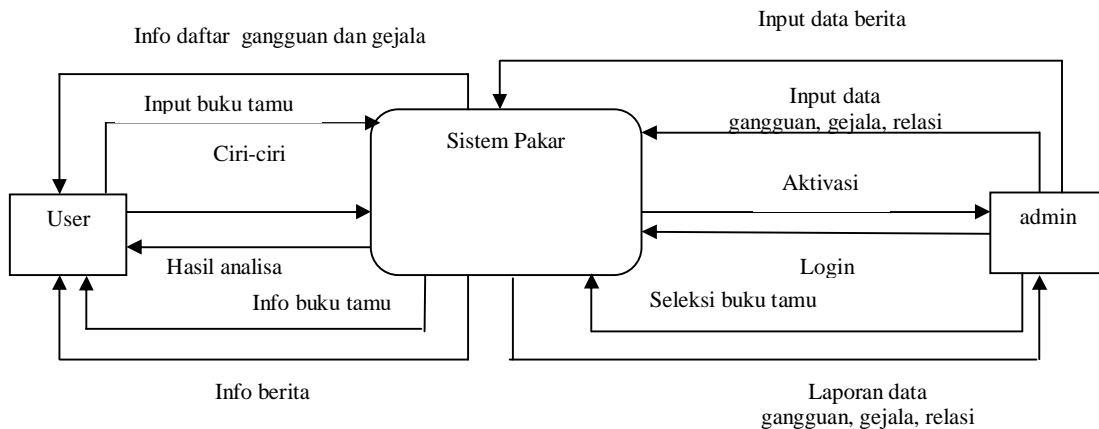 Input data berita
Info daftar gangguan dan gejala
Input buku tamu
Input data
gangguan, gejala, relasi
Sistem Pakar
Ciri-ciri
Aktivasi
User
admin
Hasil analisa
Login
Info buku tamu
Seleksi buku tamu
Info berita
Laporan data
gangguan, gejala, relasi